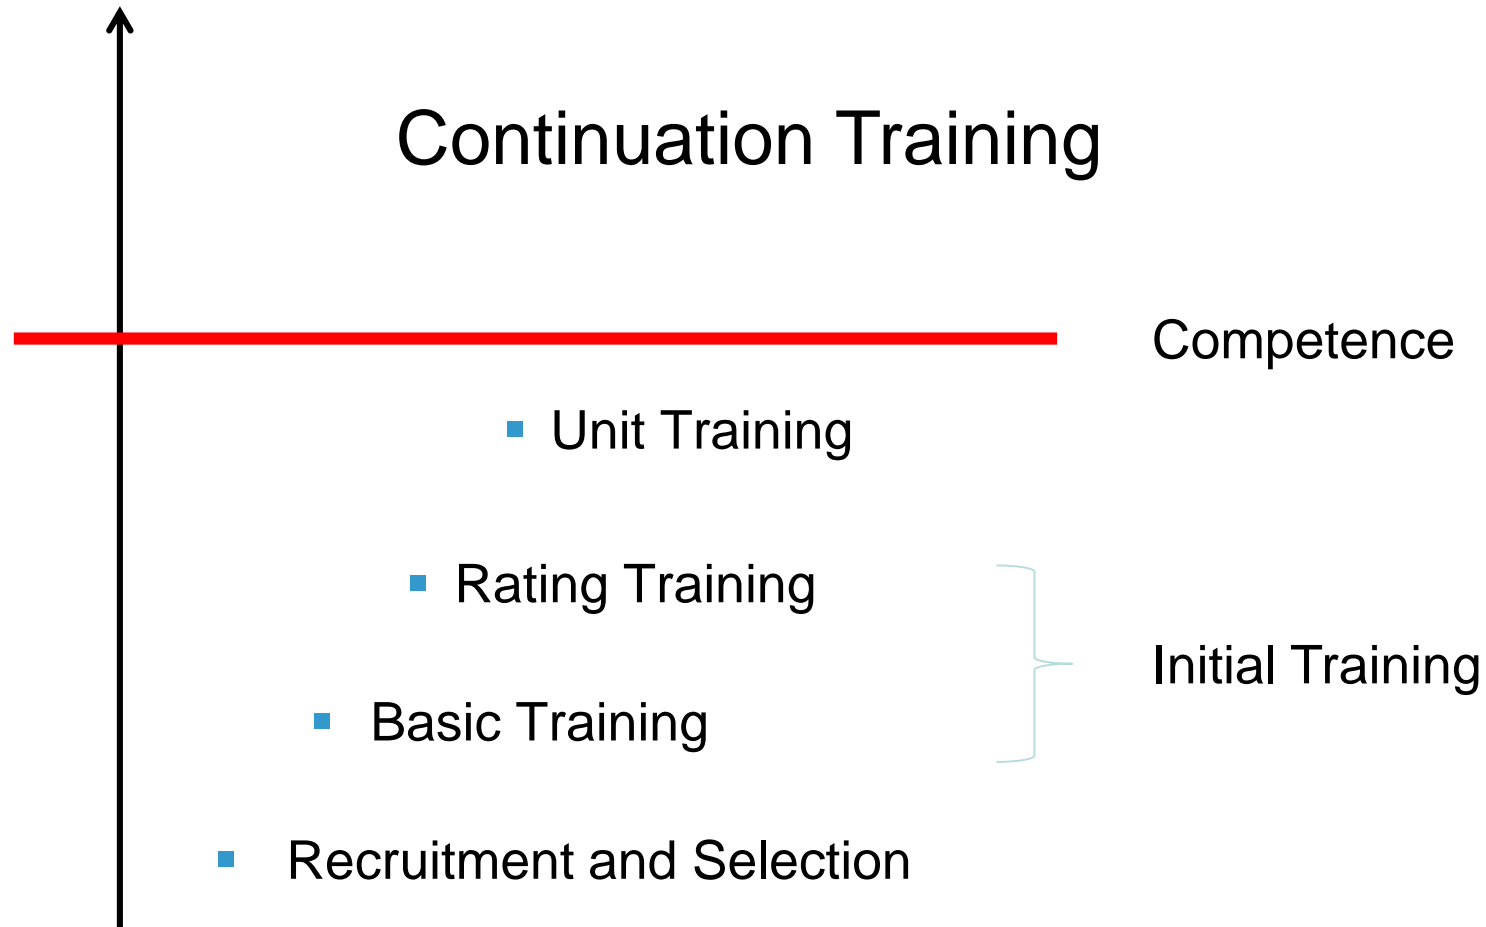 Continuation Training
Competence
Unit Training
Rating Training
Initial Training
Basic Training
Recruitment and Selection